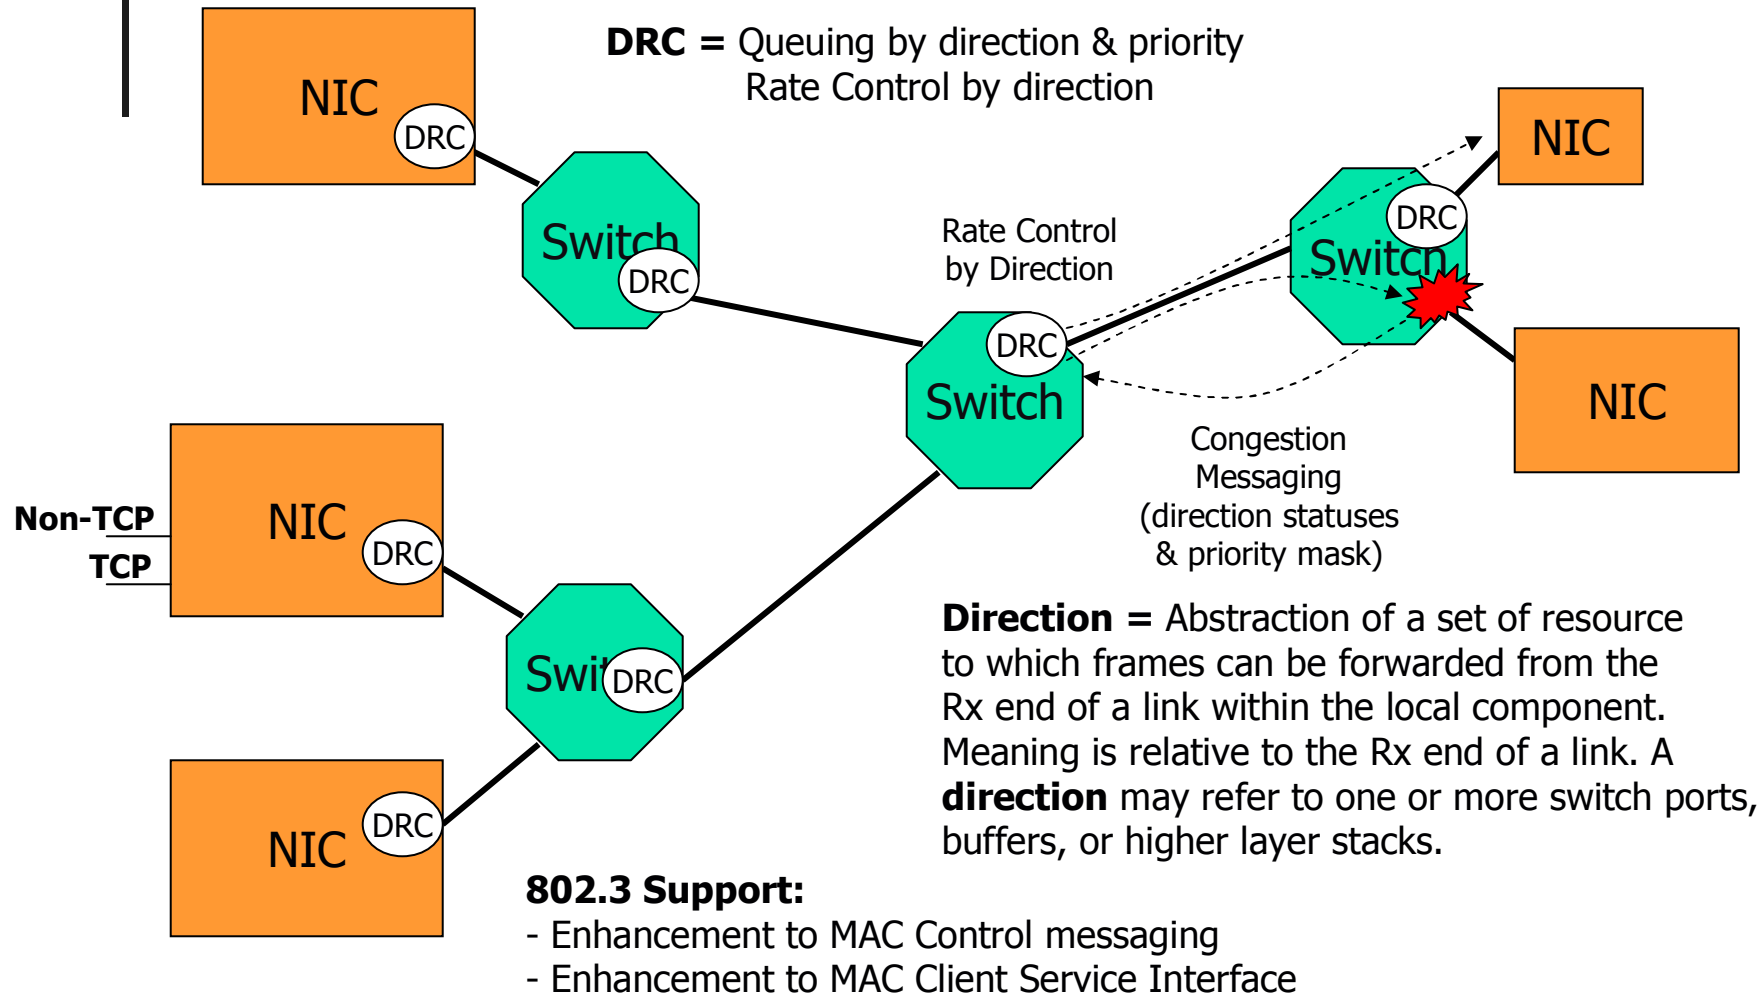 DRC = Queuing by direction & priority
Rate Control by direction
NIC
DRC
NIC
Switch
DRC
Rate Control
by Direction
DRC
Switch
DRC
Switch
NIC
Congestion
Messaging
(direction statuses
& priority mask)
Non-TCP
TCP
NIC
DRC
Switch
DRC
NIC
DRC
Direction = Abstraction of a set of resource
to which frames can be forwarded from the
Rx end of a link within the local component.
Meaning is relative to the Rx end of a link. A
direction may refer to one or more switch ports,
buffers, or higher layer stacks.
802.3 Support:
- Enhancement to MAC Control messaging
- Enhancement to MAC Client Service Interface